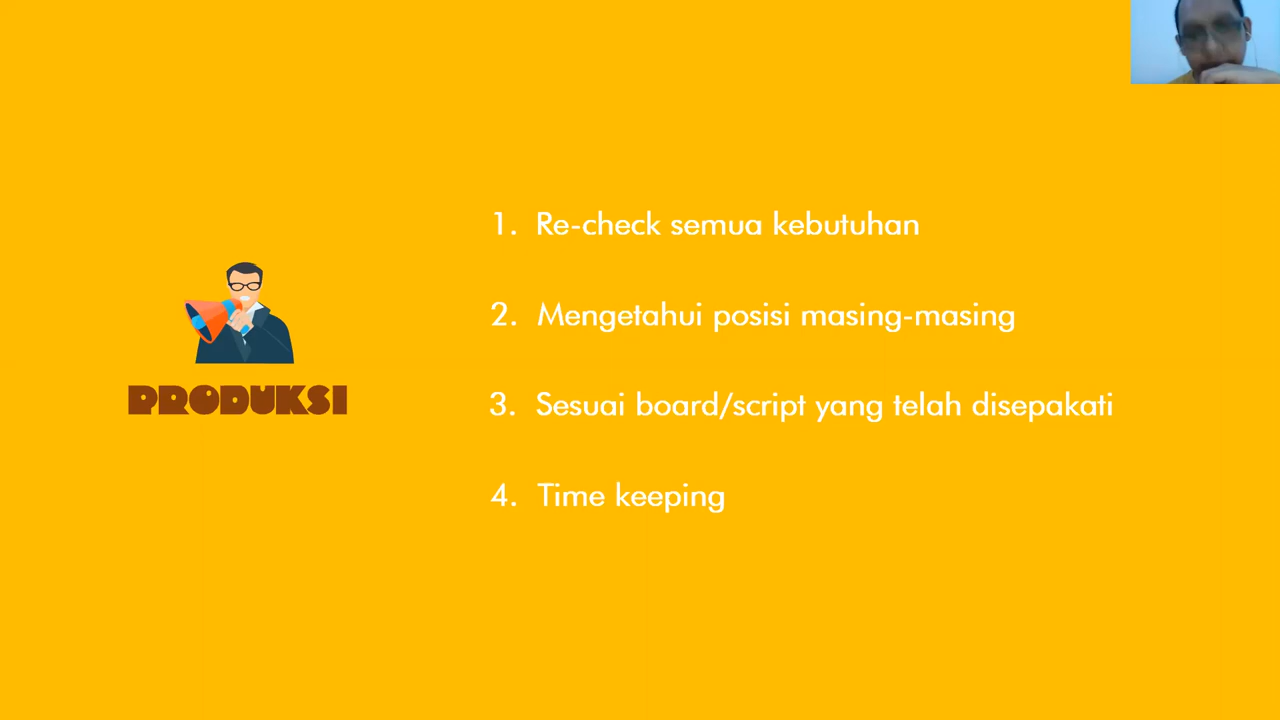 PRODUKSI
1. Re-check semua kebutuhan
2. Mengetahui posisi masing-masing
3. Sesuai board/script yang telah disepakati
4. Time keeping